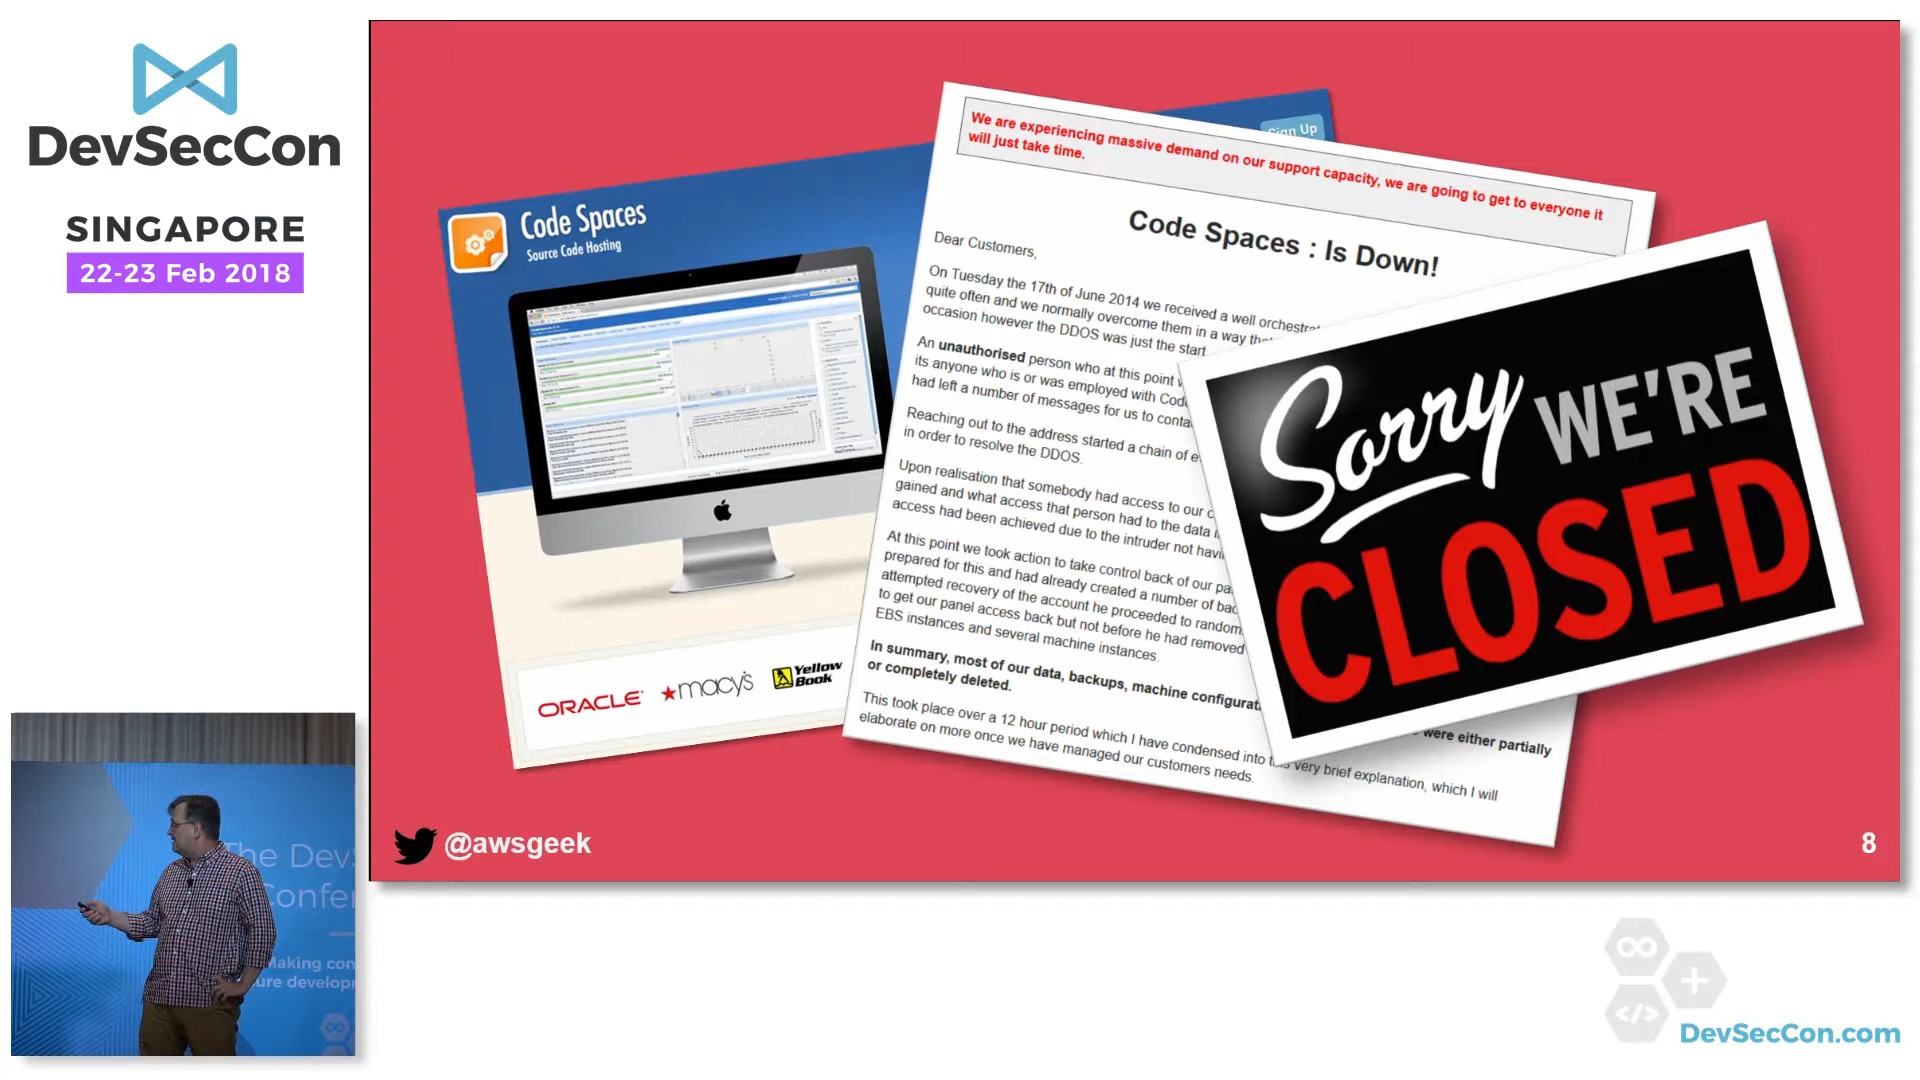 DevSecCon
SINGAPORE
22-23 Feb 2018
Sign Up
Code Spaces
Source Code Hosting
ORACLE
macy's
Yellow
Book
We are experiencing massive demand on our support capacity, we are going to get to everyone it
will just take time.
Code Spaces : Is Down!
Dear Customers,
On Tuesday the 17th of June 2014 we received a well
quite often and we normally overcome them in a way
occasion however the DDOS was just the start.
An unauthorised person who at this point
its anyone who is or was employed with
had left a number of messages for us to
Reaching out to the address started a chain of
in order to resolve the DDOS.
Upon realisation that somebody had access to our
gained and what access that person had to the data
access had been achieved due to the intruder not
At this point we took action to take control back of our
prepared for this and had already created a number of
attempted recovery of the account he proceeded to
to get our panel access back but not before he had removed
EBS instances and several machine instances.
In summary, most of our data, backups, machine
were either partially
or completely deleted.
This took place over a 12 hour period which I have condensed into this very brief explanation, which I will
elaborate on more once we have managed our customers needs.
Sorry WE'RE
CLOSED
@awsgeek
8
The
Making
DevSecCon.com